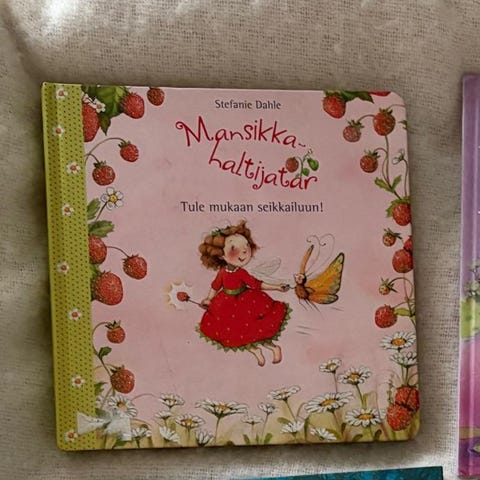 Stefanie Dahle
Mansikka-
haltijatar
Tule mukaan seikkailuun!